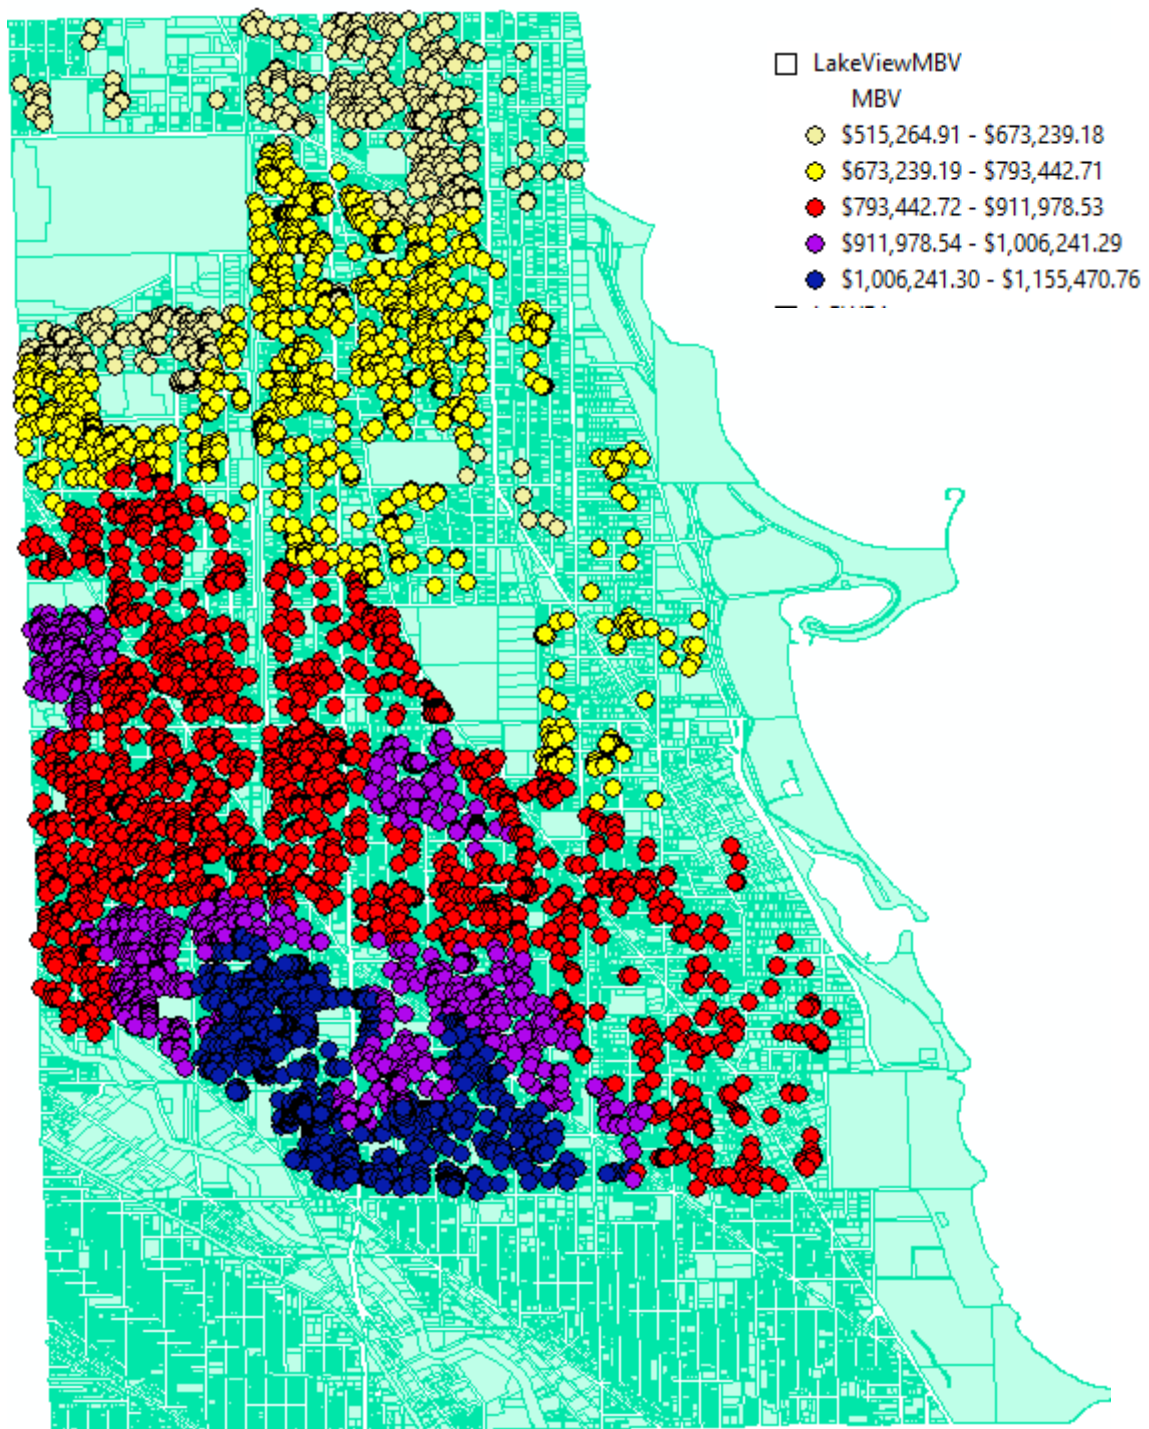 LakeViewMBV
MBV
$515,264.91 - $673,239.18
$673,239.19 - $793,442.71
$793,442.72 - $911,978.53
$911,978.54 - $1,006,241.29
$1,006,241.30 - $1,155,470.76